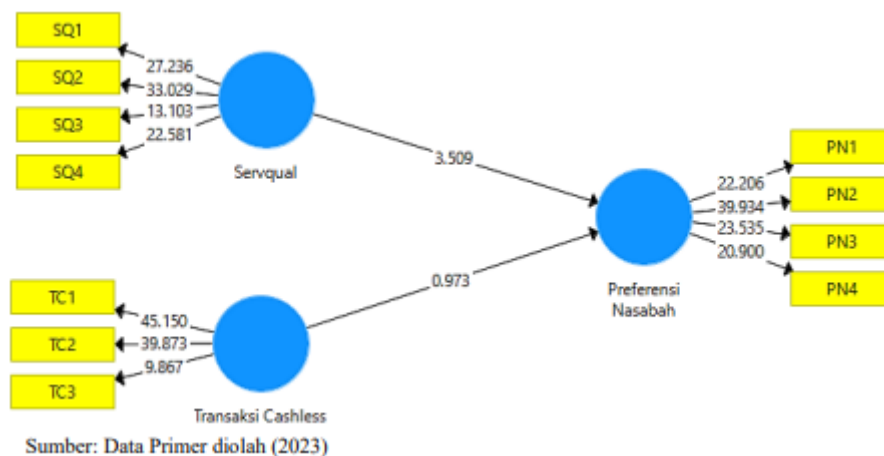 SQ1
SQ2
SQ3
SQ4
27.236
33.029
13.103
22.581
Servqual
3.509
TC1
TC2
TC3
45.150
39.873
9.867
Transaksi Cashless
0.973
Preferensi
Nasabah
22.206
39.934
23.535
20.900
PN1
PN2
PN3
PN4
Sumber: Data Primer diolah (2023)